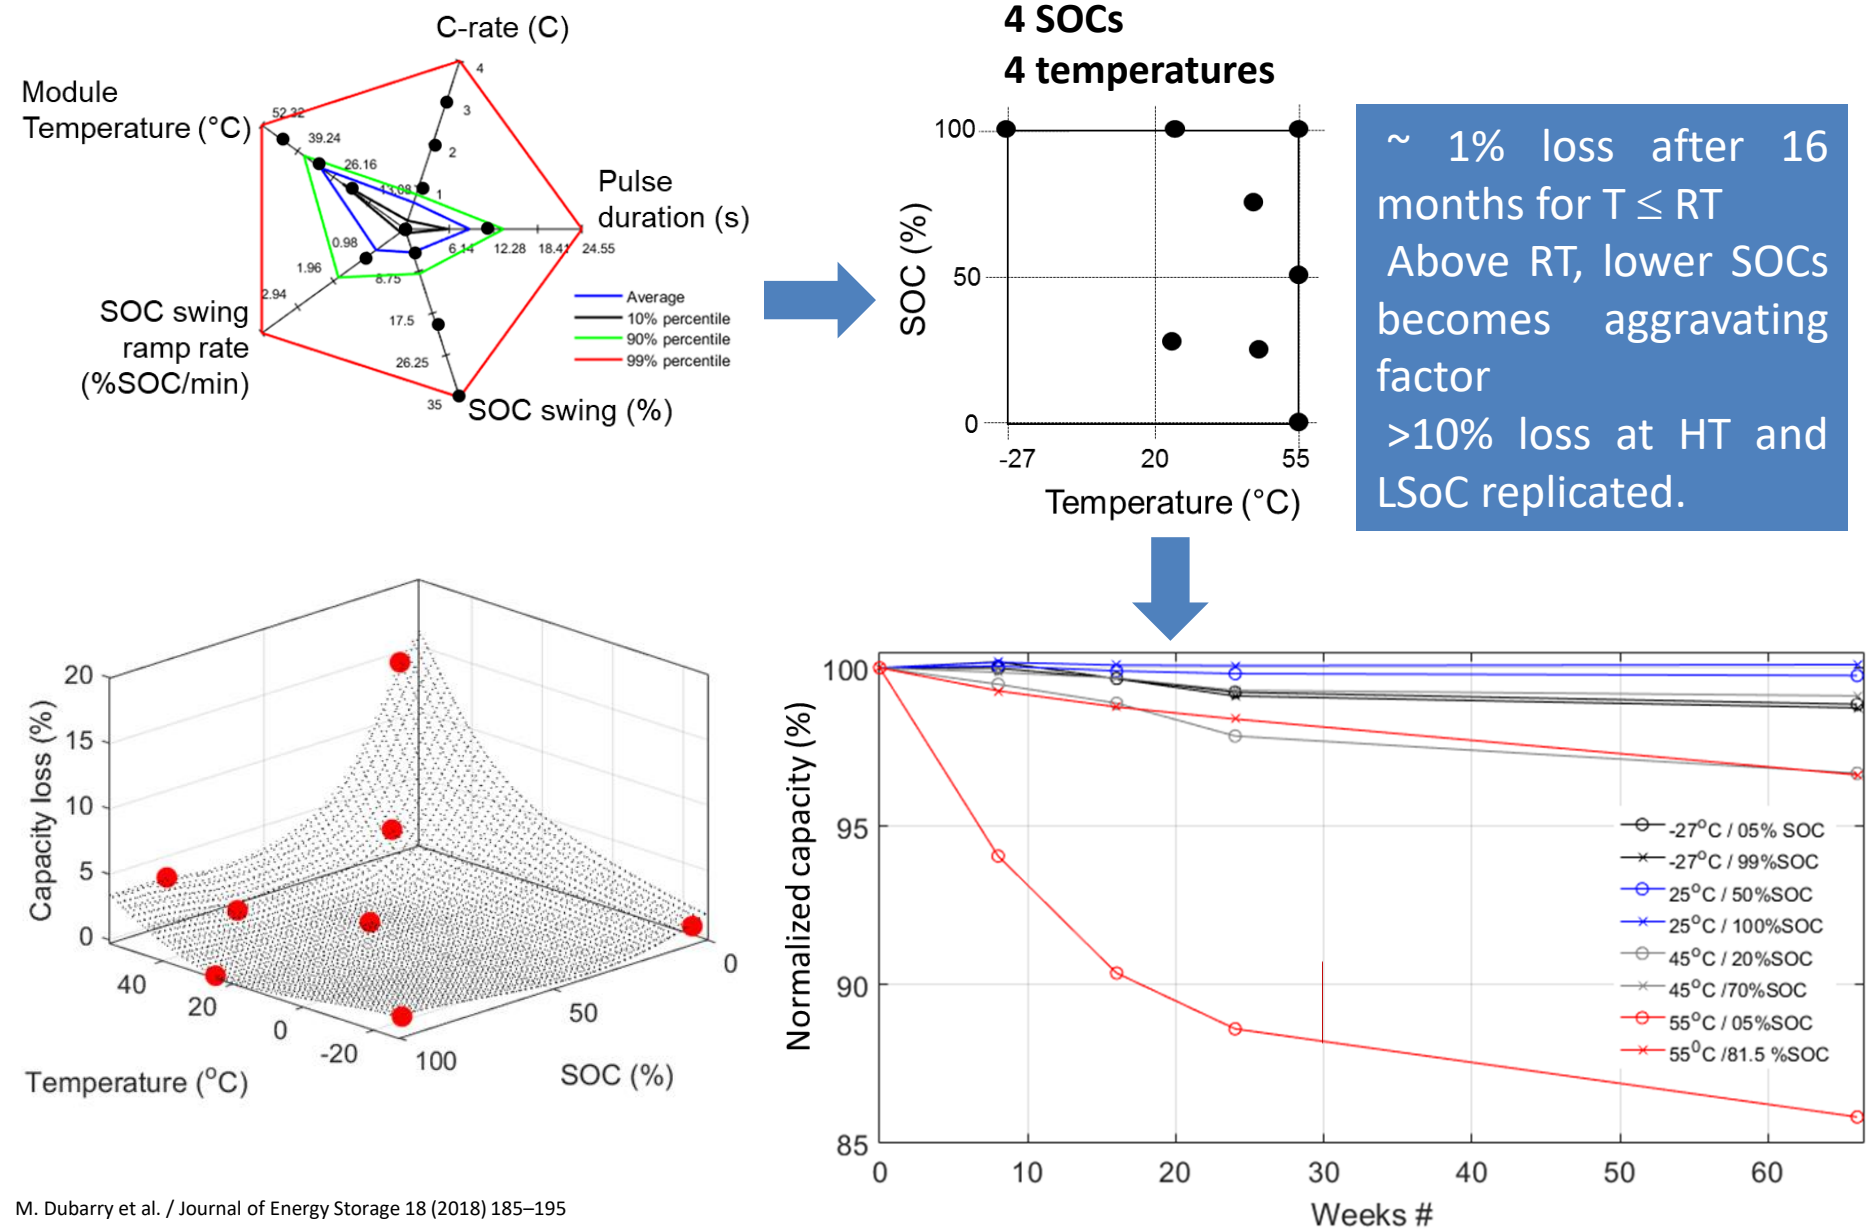 C-rate (C)
4
3
2
1
Module
Temperature (°C)
52.32
39.24
26.16
13.08
Pulse
duration (s)
6.14
12.28
18.41
24.55
0.98
1.96
2.94
SOC swing
ramp rate
(%SOC/min)
8.75
17.5
26.25
35
SOC swing (%)
Average
10% percentile
90% percentile
99% percentile
4 SOCs
4 temperatures
100
50
0
SOC (%)
-27
20
55
Temperature (°C)
~ 1% loss after 16
months for T ≤ RT
Above RT, lower SOCs
becomes aggravating
factor
>10% loss at HT and
LSoC replicated.
20
15
10
5
0
Capacity loss (%)
40
20
0
-20
Temperature (°C)
100
50
0
SOC (%)
100
95
90
85
Normalized capacity (%)
-27°C / 05% SOC
-27°C / 99%SOC
25°C / 50%SOC
25°C / 100%SOC
45°C / 20%SOC
45°C /70%SOC
55°C / 05%SOC
55⁰C /81.5 %SOC
0
10
20
30
40
50
60
Weeks #
M. Dubarry et al. / Journal of Energy Storage 18 (2018) 185–195